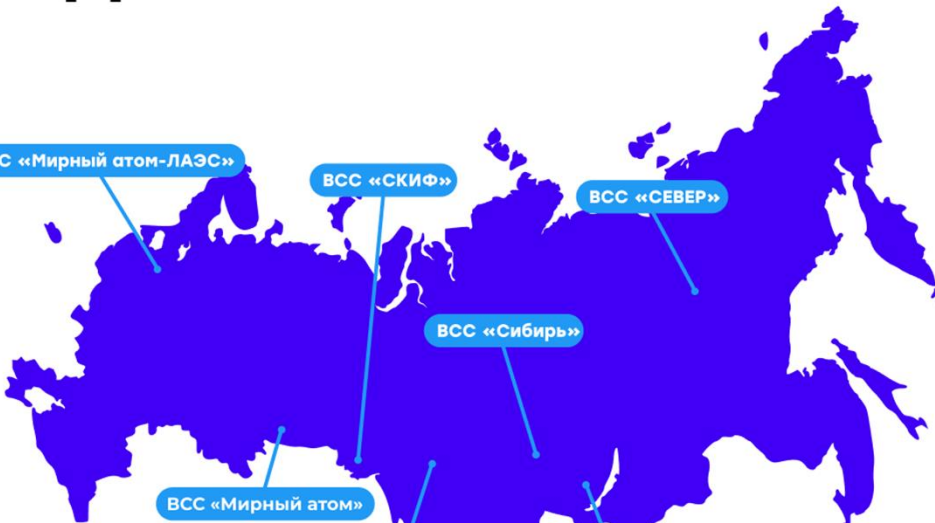 С «Мирный атом-ЛАЭС»
ВСС «СКИФ»
ВСС «СЕВЕР»
ВСС «Сибирь»
ВСС «Мирный атом»